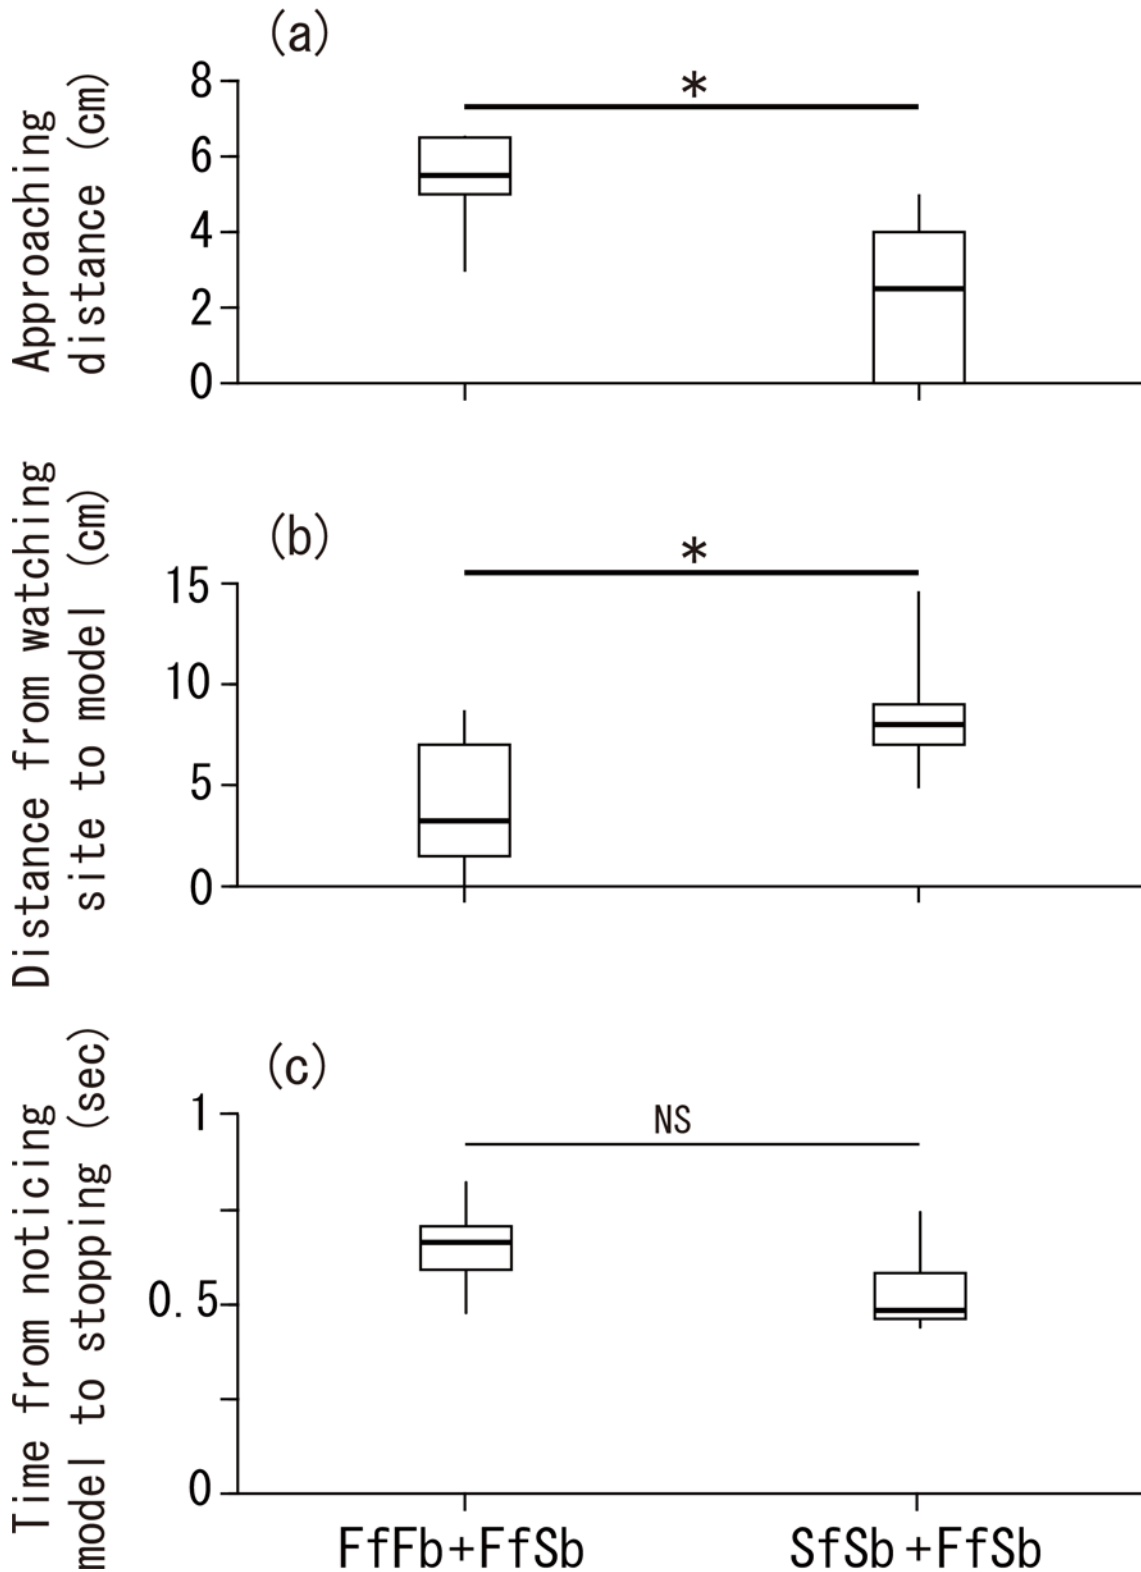 (a)
Approaching
distance (cm)
8
6
4
2
0
*
(b)
Distance from watching
site to model (cm)
15
10
5
0
*
(c)
Time from noticing
model to stopping (sec)
1
0.5
0
NS
FfFb+FfSb
SfSb+FfSb